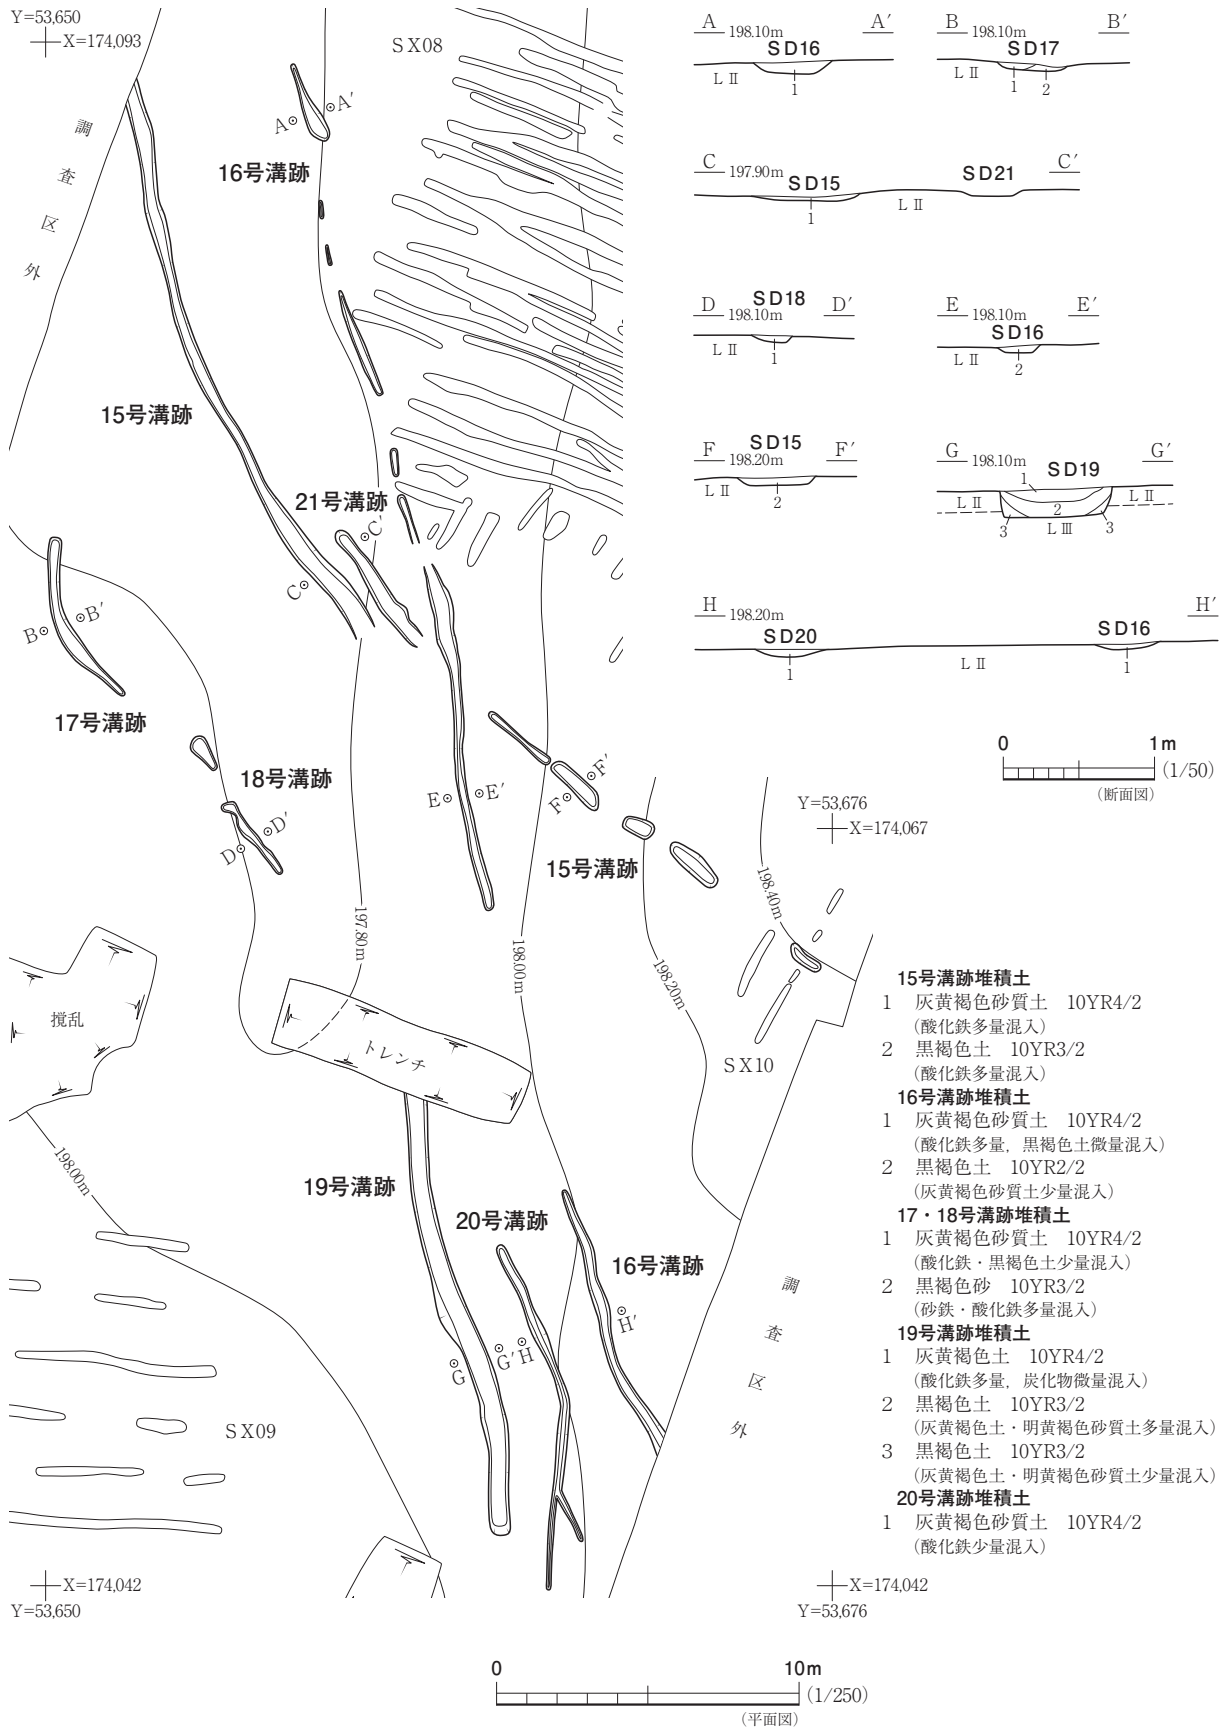 Y=53,650
X=174,093
SX08
調査区外
A
A′
16号溝跡
15号溝跡
21号溝跡
C′
C
B
B′
17号溝跡
18号溝跡
D′
D
E
E′
F′
F
15号溝跡
Y=53,676
X=174,067
198.40m
197.80m
198.00m
198.20m
撹乱
トレンチ
SX10
198.00m
19号溝跡
20号溝跡
16号溝跡
H′
G
G′
H
調査区外
SX09
X=174,042
Y=53,650
X=174,042
Y=53,676
0 10m
(1/250)
(平面図)
A 198.10m A′
SD16
LⅡ
1
B 198.10m B′
SD17
LⅡ
1 2
C 197.90m C′
SD15 SD21
LⅡ
1
D 198.10m D′
SD18
LⅡ
1
E 198.10m E′
SD16
LⅡ
2
F 198.20m F′
SD15
LⅡ
2
G 198.10m G′
SD19
1
LⅡ LⅡ
2
3 LⅢ 3
H 198.20m H′
SD20 SD16
LⅡ
1 1
0 1m
(1/50)
(断面図)
15号溝跡堆積土
1 灰黄褐色砂質土 10YR4/2
(酸化鉄多量混入)
2 黒褐色土 10YR3/2
(酸化鉄多量混入)
16号溝跡堆積土
1 灰黄褐色砂質土 10YR4/2
(酸化鉄多量，黒褐色土微量混入)
2 黒褐色土 10YR2/2
(灰黄褐色砂質土少量混入)
17・18号溝跡堆積土
1 灰黄褐色砂質土 10YR4/2
(酸化鉄・黒褐色土少量混入)
2 黒褐色砂 10YR3/2
(砂鉄・酸化鉄多量混入)
19号溝跡堆積土
1 灰黄褐色土 10YR4/2
(酸化鉄多量，炭化物微量混入)
2 黒褐色土 10YR3/2
(灰黄褐色土・明黄褐色砂質土多量混入)
3 黒褐色土 10YR3/2
(灰黄褐色土・明黄褐色砂質土少量混入)
20号溝跡堆積土
1 灰黄褐色砂質土 10YR4/2
(酸化鉄少量混入)